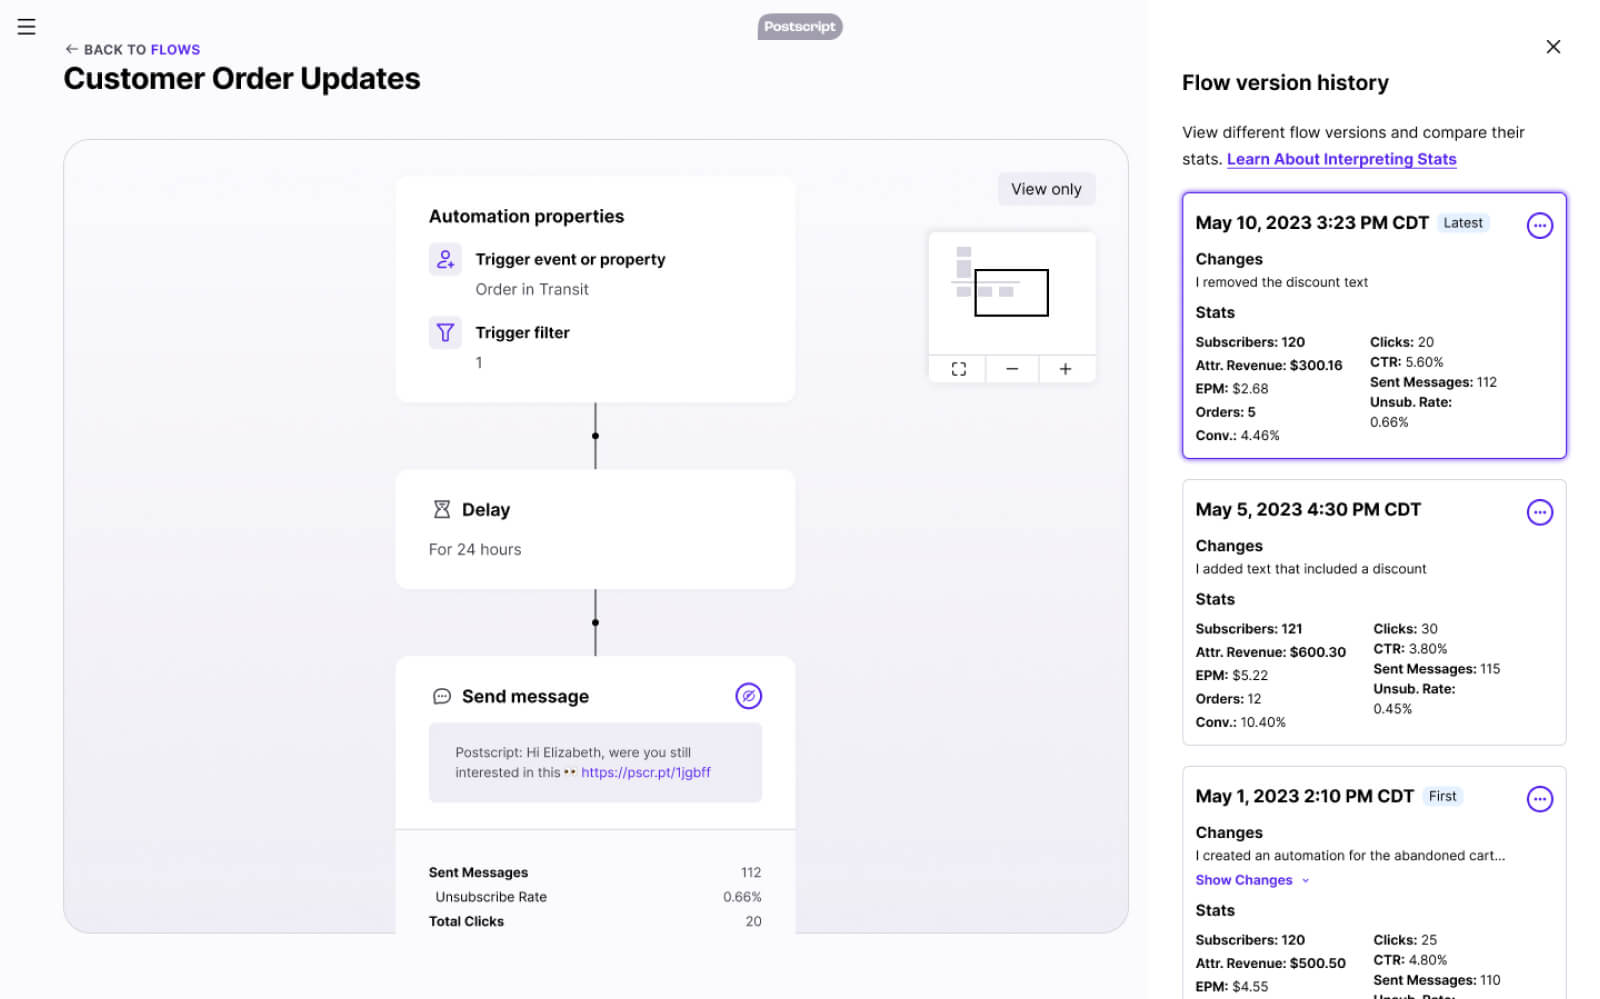 Postscript
← BACK TO FLOWS
Customer Order Updates
View only
Automation properties
Trigger event or property
Order in Transit
Trigger filter
1
Delay
For 24 hours
Send message
Postscript: Hi Elizabeth, were you still
interested in this 👀 https://pscr.pt/1jgbff
Sent Messages 112
Unsubscribe Rate 0.66%
Total Clicks 20
Flow version history
View different flow versions and compare their
stats. Learn About Interpreting Stats
May 10, 2023 3:23 PM CDT Latest
Changes
I removed the discount text
Stats
Subscribers: 120
Attr. Revenue: $300.16
EPM: $2.68
Orders: 5
Conv.: 4.46%
Clicks: 20
CTR: 5.60%
Sent Messages: 112
Unsub. Rate:
0.66%
May 5, 2023 4:30 PM CDT
Changes
I added text that included a discount
Stats
Subscribers: 121
Attr. Revenue: $600.30
EPM: $5.22
Orders: 12
Conv.: 10.40%
Clicks: 30
CTR: 3.80%
Sent Messages: 115
Unsub. Rate:
0.45%
May 1, 2023 2:10 PM CDT First
Changes
I created an automation for the abandoned cart...
Show Changes
Stats
Subscribers: 120
Attr. Revenue: $500.50
EPM: $4.55
Clicks: 25
CTR: 4.80%
Sent Messages: 110
Unsub. Rate: